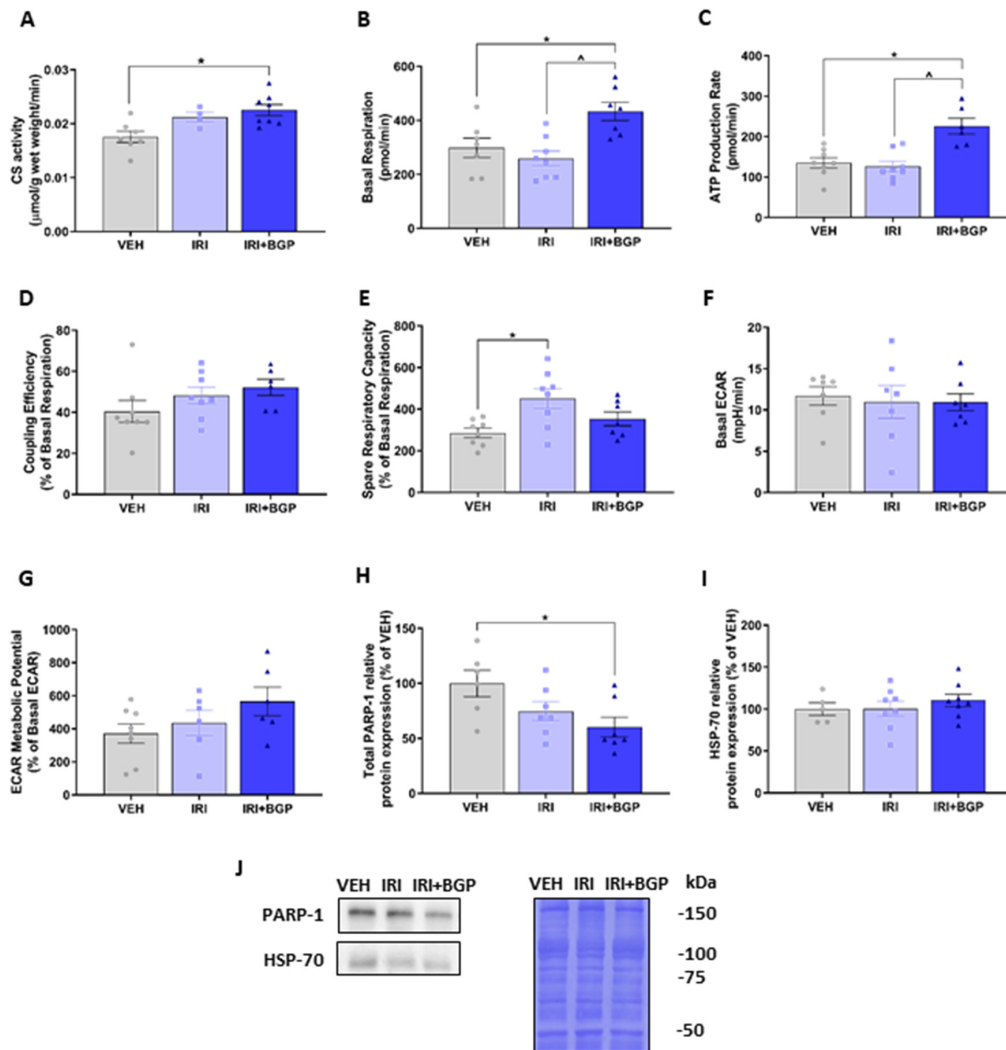 A
CS activity
(µmol/g wet weight/min)
0.03
0.02
0.01
0.00
*
VEH IRI IRI+BGP
B
Basal Respiration
(pmol/min)
600
400
200
0
*
^
VEH IRI IRI+BGP
C
ATP Production Rate
(pmol/min)
400
300
200
100
0
*
^
VEH IRI IRI+BGP
D
Coupling Efficiency
(% of Basal Respiration)
80
60
40
20
0
VEH IRI IRI+BGP
E
Spare Respiratory Capacity
(% of Basal Respiration)
800
600
400
200
0
*
VEH IRI IRI+BGP
F
Basal ECAR
(mpH/min)
20
15
10
5
0
VEH IRI IRI+BGP
G
ECAR Metabolic Potential
(% of Basal ECAR)
1000
800
600
400
200
0
VEH IRI IRI+BGP
H
Total PARP-1 relative
protein expression (% of VEH)
150
100
50
0
*
VEH IRI IRI+BGP
I
HSP-70 relative
protein expression (% of VEH)
200
150
100
50
0
VEH IRI IRI+BGP
J
VEH IRI IRI+BGP
PARP-1
HSP-70
VEH IRI IRI+BGP kDa
-150
-100
-75
-50